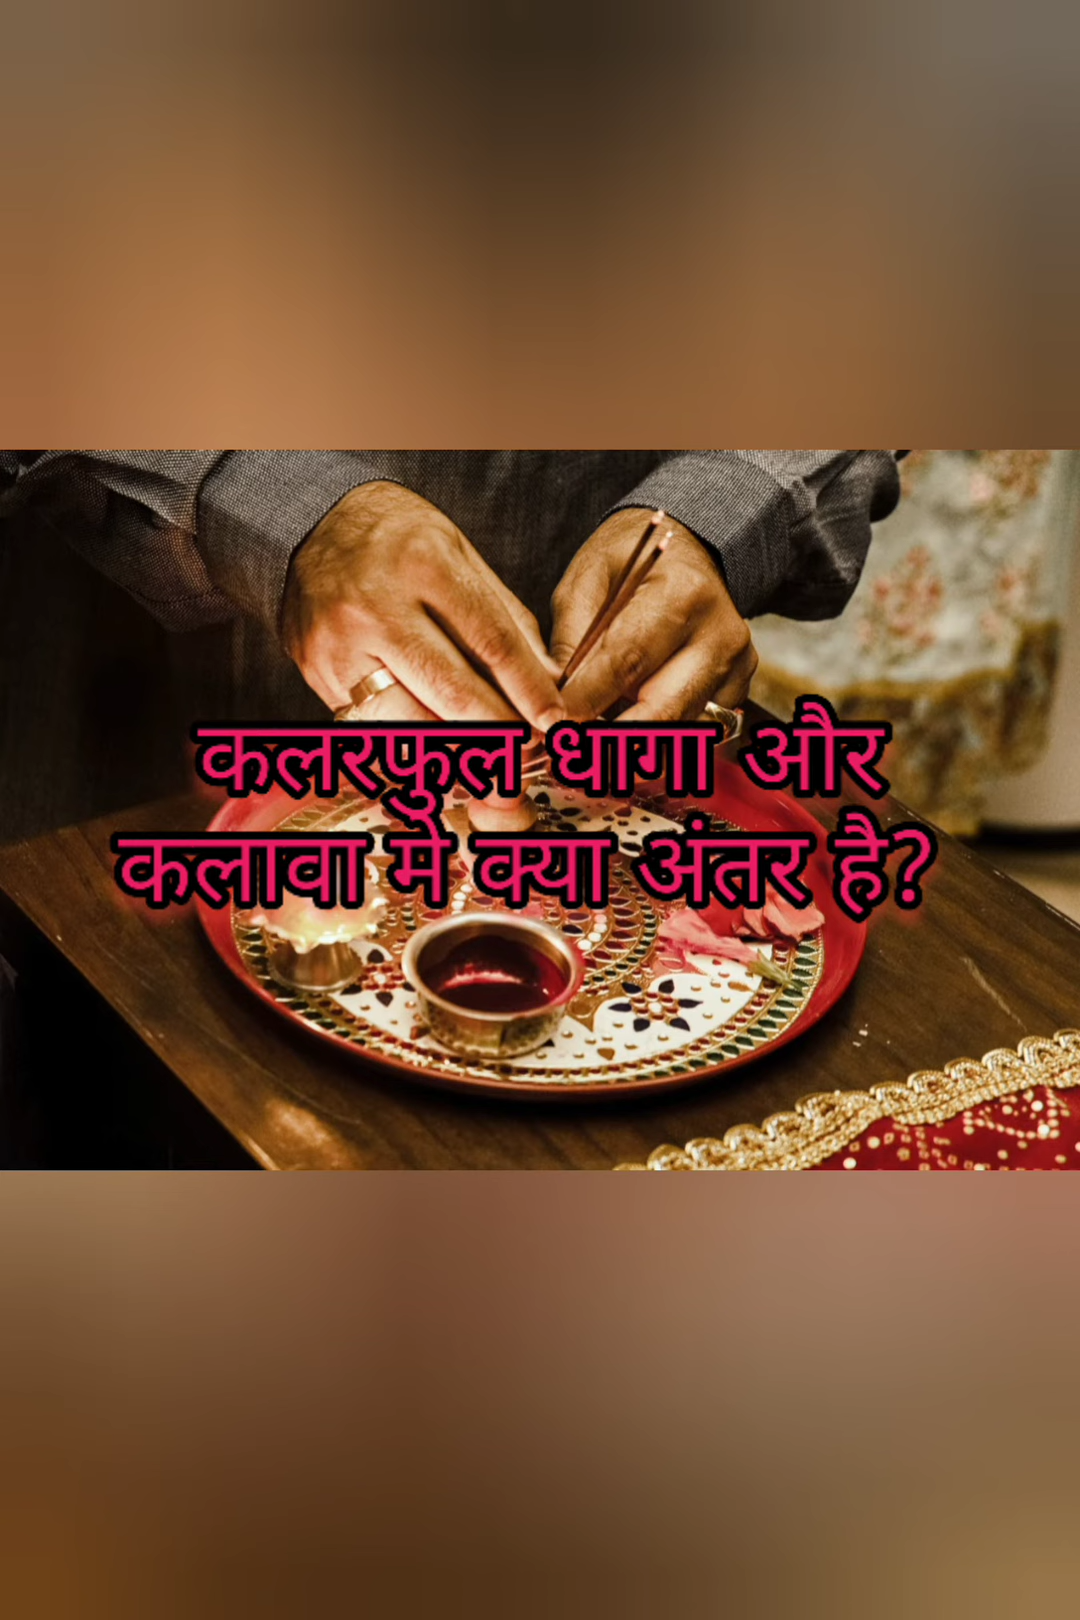 कलरफुल धागा और
कलावा मे क्या अंतर है?